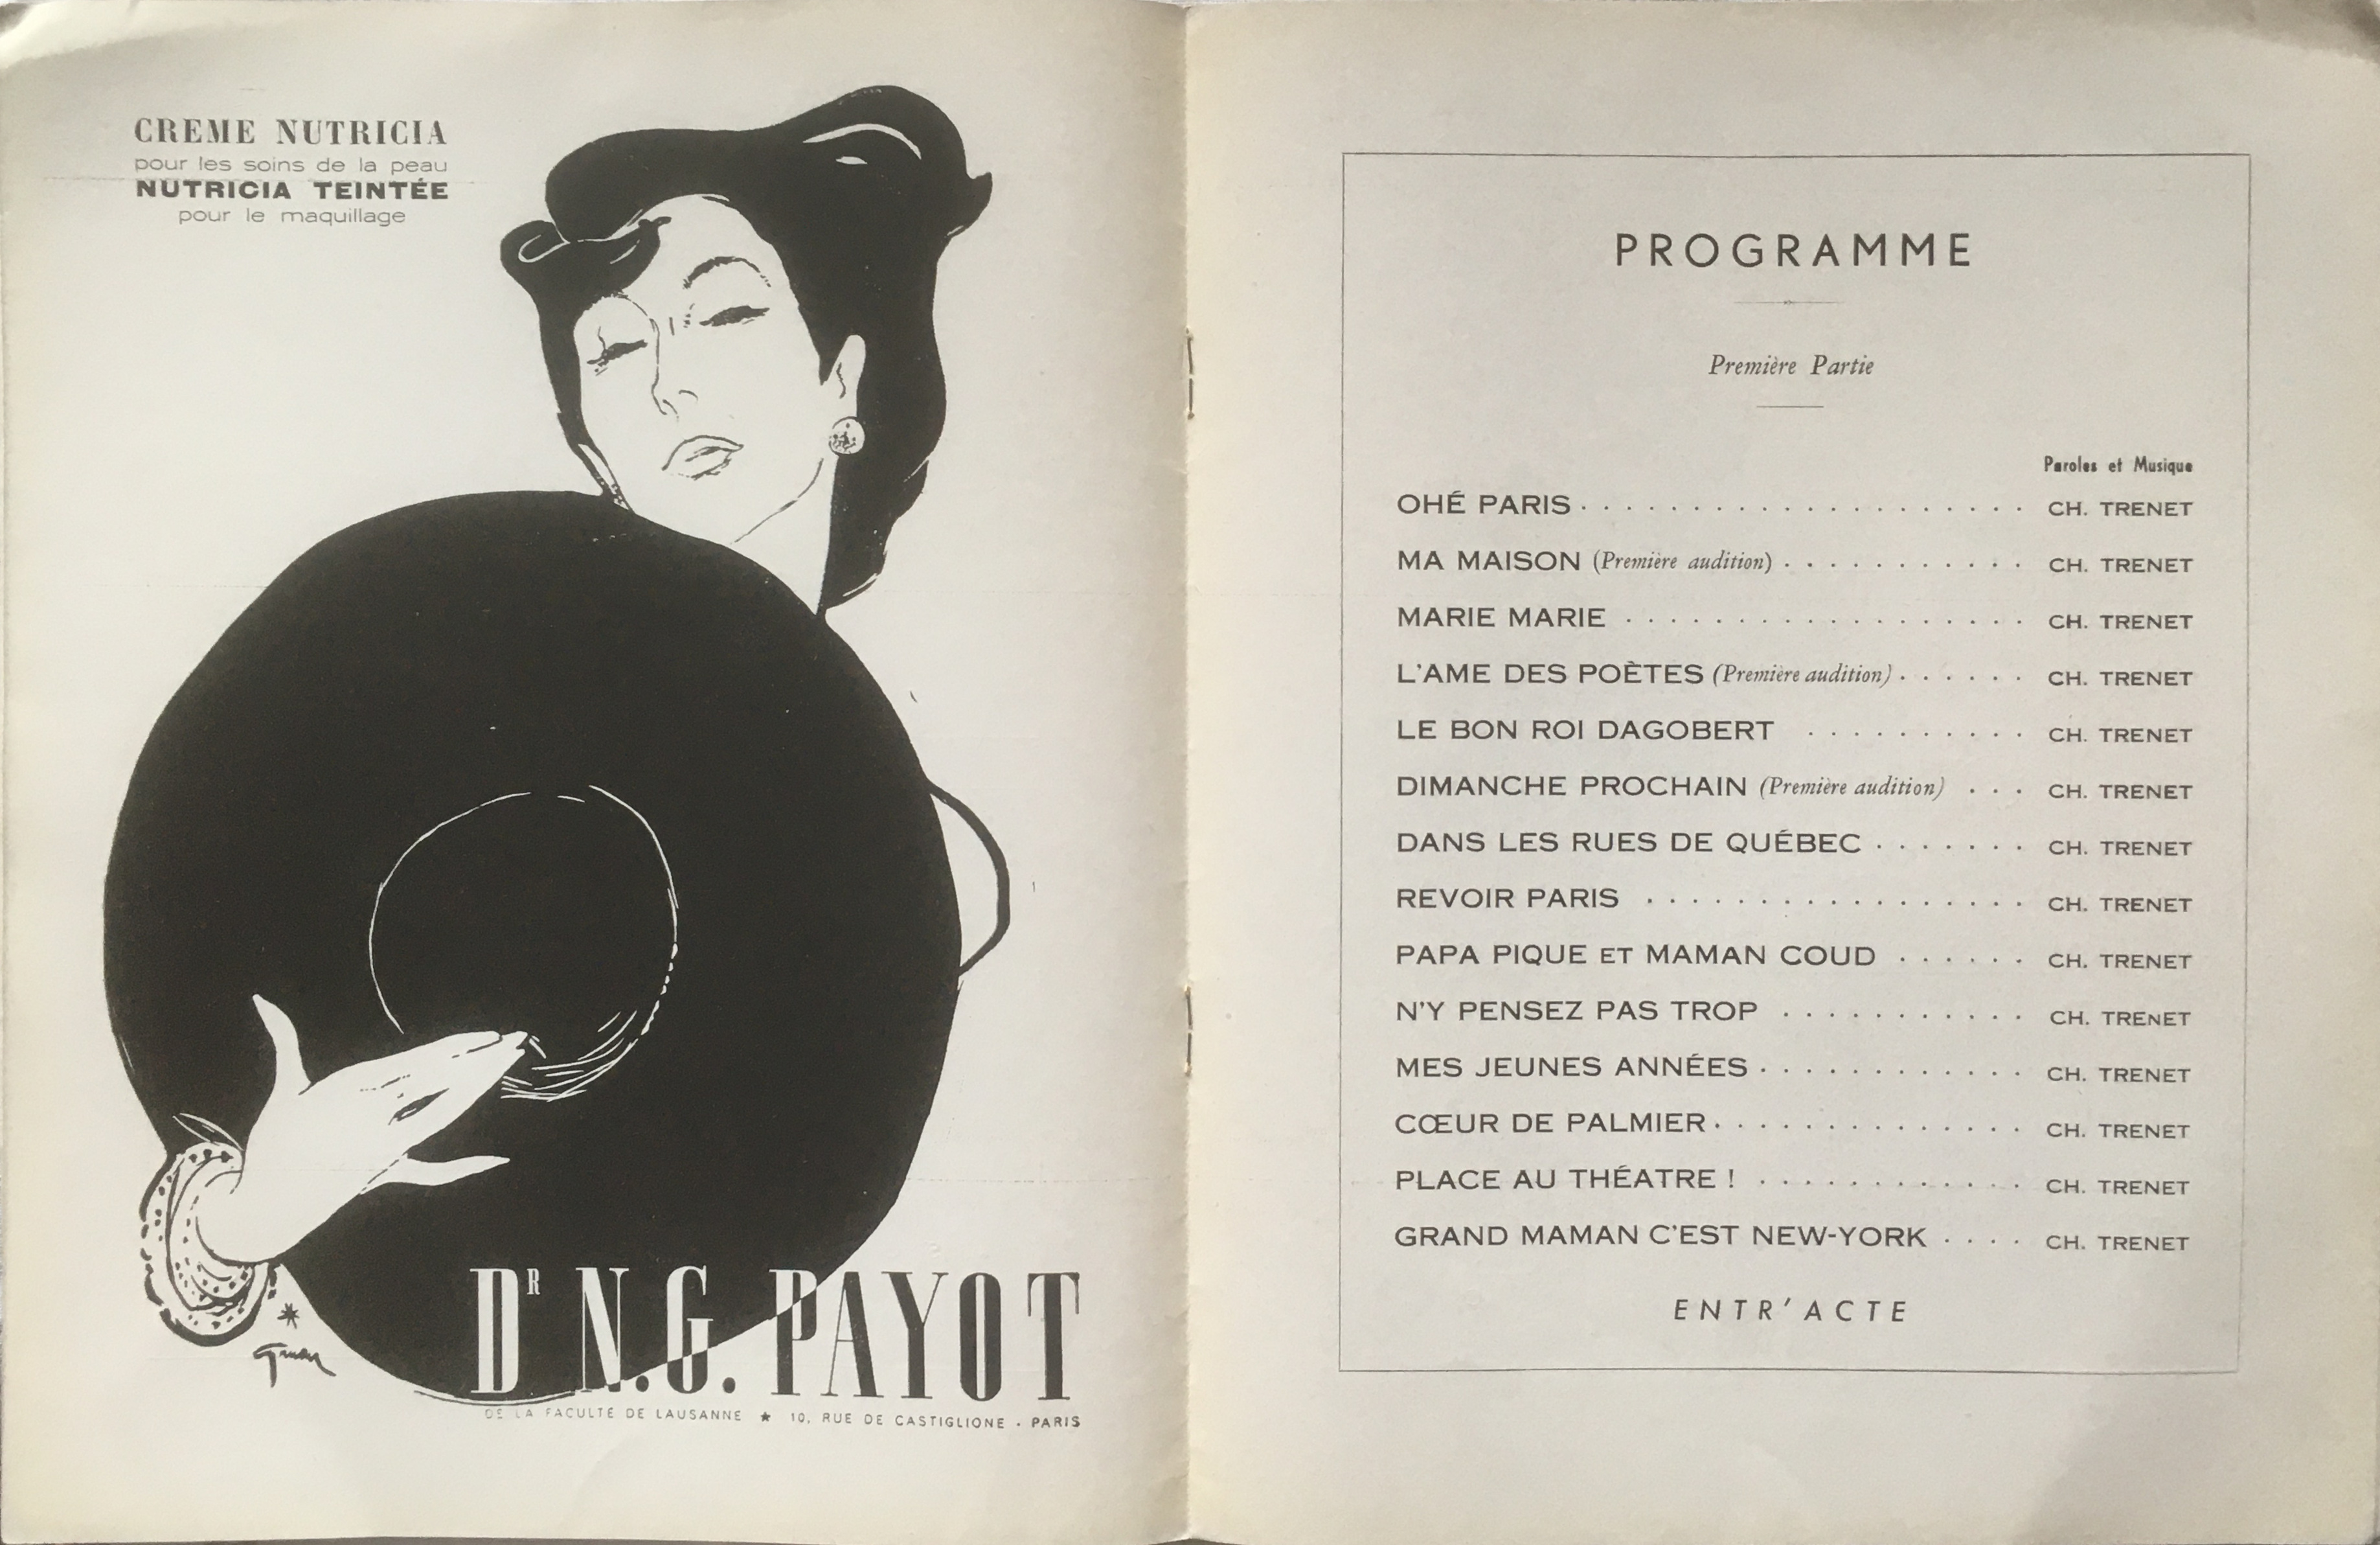 CREME NUTRICIA
pour les soins de la peau
NUTRICIA TEINTÉE
pour le maquillage
DR N.G. PAYOT
DE LA FACULTÉ DE LAUSANNE ★ 10, RUE DE CASTIGLIONE - PARIS
PROGRAMME
Première Partie
Paroles et Musique
OHÉ PARIS . . . . . . . . . . . . . . . . . . . . CH. TRENET
MA MAISON (Première audition) . . . . . . . . . . . CH. TRENET
MARIE MARIE . . . . . . . . . . . . . . . . . . CH. TRENET
L'AME DES POÈTES (Première audition) . . . . . . CH. TRENET
LE BON ROI DAGOBERT . . . . . . . . . . CH. TRENET
DIMANCHE PROCHAIN (Première audition) . . . CH. TRENET
DANS LES RUES DE QUÉBEC . . . . . . . CH. TRENET
REVOIR PARIS . . . . . . . . . . . . . . . . . CH. TRENET
PAPA PIQUE ET MAMAN COUD . . . . . . CH. TRENET
N'Y PENSEZ PAS TROP . . . . . . . . . . . CH. TRENET
MES JEUNES ANNÉES . . . . . . . . . . . . CH. TRENET
CŒUR DE PALMIER . . . . . . . . . . . . . . CH. TRENET
PLACE AU THÉATRE ! . . . . . . . . . . . . CH. TRENET
GRAND MAMAN C'EST NEW-YORK . . . . CH. TRENET
ENTR'ACTE